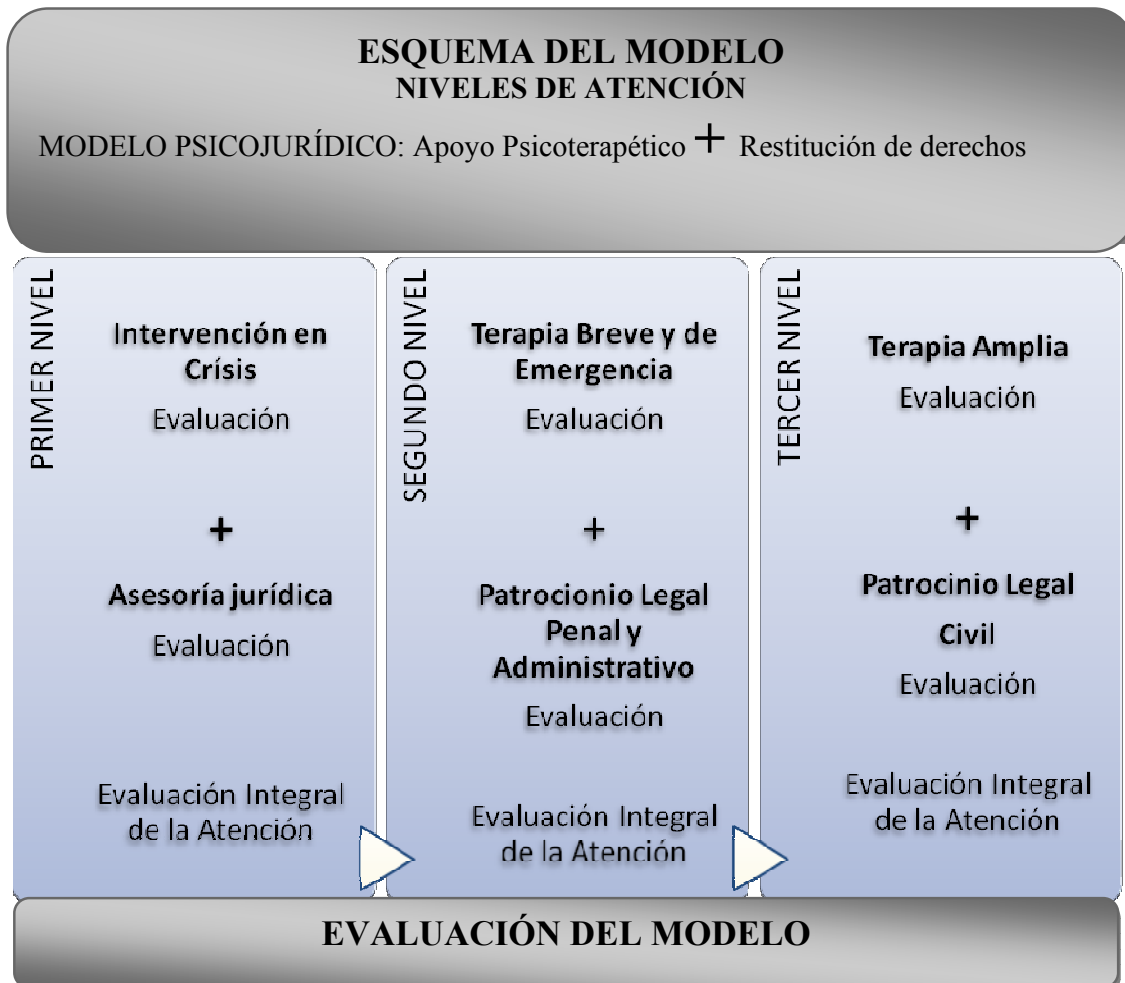 ESQUEMA DEL MODELO
NIVELES DE ATENCIÓN
MODELO PSICOJURÍDICO: Apoyo Psicoterapético + Restitución de derechos
PRIMER NIVEL
Intervención en
Crísis
Evaluación
+
Asesoría jurídica
Evaluación
Evaluación Integral
de la Atención
SEGUNDO NIVEL
Terapia Breve y de
Emergencia
Evaluación
+
Patrocionio Legal
Penal y
Administrativo
Evaluación
Evaluación Integral
de la Atención
TERCER NIVEL
Terapia Amplia
Evaluación
+
Patrocinio Legal
Civil
Evaluación
Evaluación Integral
de la Atención
EVALUACIÓN DEL MODELO